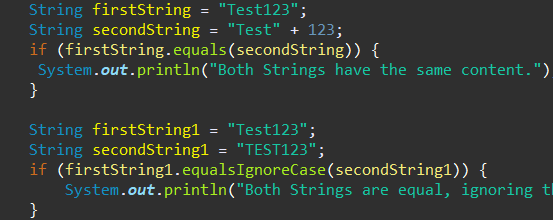 String firstString = "Test123";
String secondString = "Test" + 123;
if (firstString.equals(secondString)) {
System.out.println("Both Strings have the same content.")
}
String firstString1 = "Test123";
String secondString1 = "TEST123";
if (firstString1.equalsIgnoreCase(secondString1)) {
System.out.println("Both Strings are equal, ignoring
}